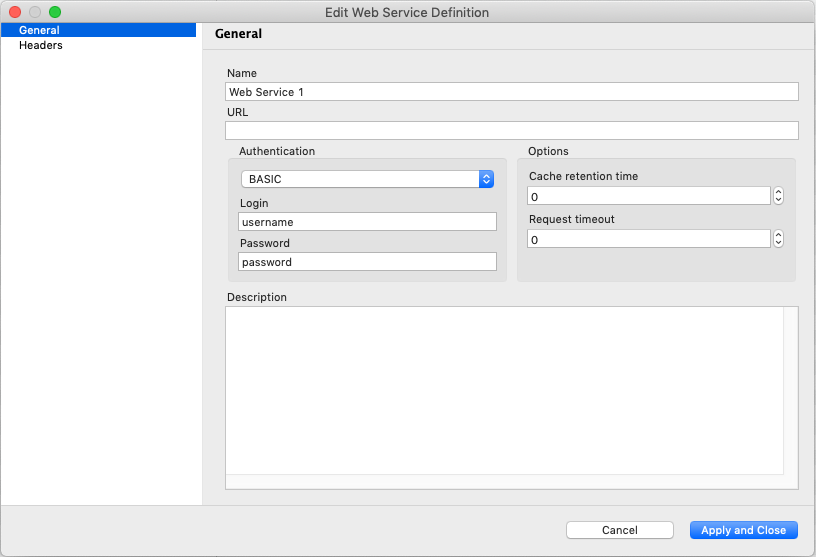 Edit Web Service Definition
General
Headers
General
Name
Web Service 1
URL
Authentication
BASIC
Login
username
Password
password
Options
Cache retention time
0
Request timeout
0
Description
Cancel
Apply and Close